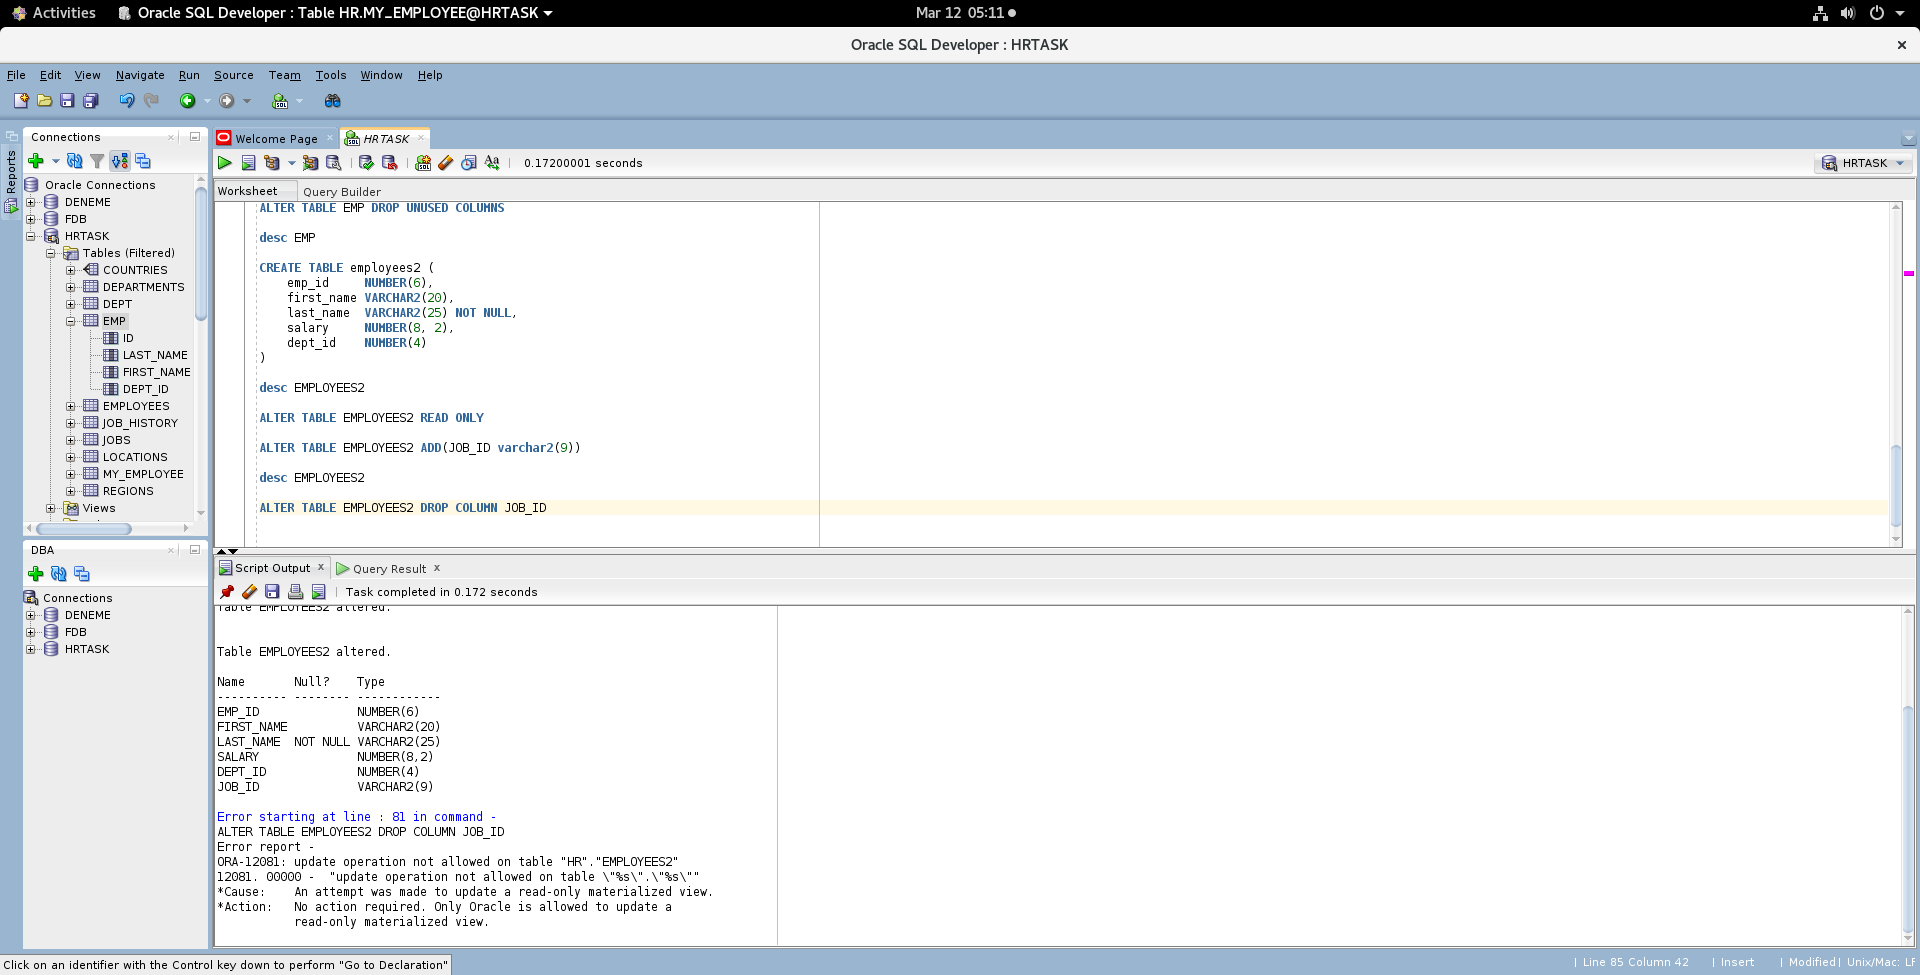 Activities
Oracle SQL Developer : Table HR.MY_EMPLOYEE@HRTASK
Mar 12 05:11
Oracle SQL Developer : HRTASK
File Edit View Navigate Run Source Team Tools Window Help
Reports
Connections
Oracle Connections
DENEME
FDB
HRTASK
Tables (Filtered)
COUNTRIES
DEPARTMENTS
DEPT
EMP
ID
LAST_NAME
FIRST_NAME
DEPT_ID
EMPLOYEES
JOB_HISTORY
JOBS
LOCATIONS
MY_EMPLOYEE
REGIONS
Views
DBA
Connections
DENEME
FDB
HRTASK
Welcome Page
HRTASK
0.17200001 seconds
HRTASK
Worksheet Query Builder
ALTER TABLE EMP DROP UNUSED COLUMNS
desc EMP
CREATE TABLE employees2 (
emp_id NUMBER(6),
first_name VARCHAR2(20),
last_name VARCHAR2(25) NOT NULL,
salary NUMBER(8, 2),
dept_id NUMBER(4)
)
desc EMPLOYEES2
ALTER TABLE EMPLOYEES2 READ ONLY
ALTER TABLE EMPLOYEES2 ADD(JOB_ID varchar2(9))
desc EMPLOYEES2
ALTER TABLE EMPLOYEES2 DROP COLUMN JOB_ID
Script Output Query Result
Task completed in 0.172 seconds
Table EMPLOYEES2 altered.
Table EMPLOYEES2 altered.
Name Null? Type
---------- -------- ------------
EMP_ID NUMBER(6)
FIRST_NAME VARCHAR2(20)
LAST_NAME NOT NULL VARCHAR2(25)
SALARY NUMBER(8,2)
DEPT_ID NUMBER(4)
JOB_ID VARCHAR2(9)
Error starting at line : 81 in command -
ALTER TABLE EMPLOYEES2 DROP COLUMN JOB_ID
Error report -
ORA-12081: update operation not allowed on table "HR"."EMPLOYEES2"
12081. 00000 - "update operation not allowed on table \"%s\".\"%s\""
*Cause: An attempt was made to update a read-only materialized view.
*Action: No action required. Only Oracle is allowed to update a
read-only materialized view.
Click on an identifier with the Control key down to perform "Go to Declaration"
Line 85 Column 42 | Insert | Modified | Unix/Mac: LF